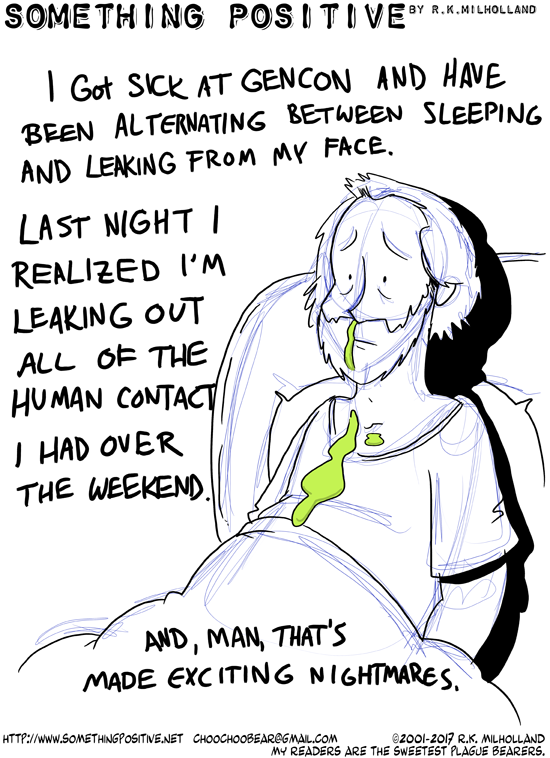 SOMETHING POSITIVE BY R.K.MILHOLLAND
I GOT SICK AT GENCON AND HAVE
BEEN ALTERNATING BETWEEN SLEEPING
AND LEAKING FROM MY FACE.
LAST NIGHT I
REALIZED I'M
LEAKING OUT
ALL OF THE
HUMAN CONTACT
I HAD OVER
THE WEEKEND.
AND, MAN, THAT'S
MADE EXCITING NIGHTMARES.
HTTP://WWW.SOMETHINGPOSITIVE.NET CHOOCHOOBEAR@GMAIL.COM ©2001-2017 R.K. MILHOLLAND
MY READERS ARE THE SWEETEST PLAGUE BEARERS.